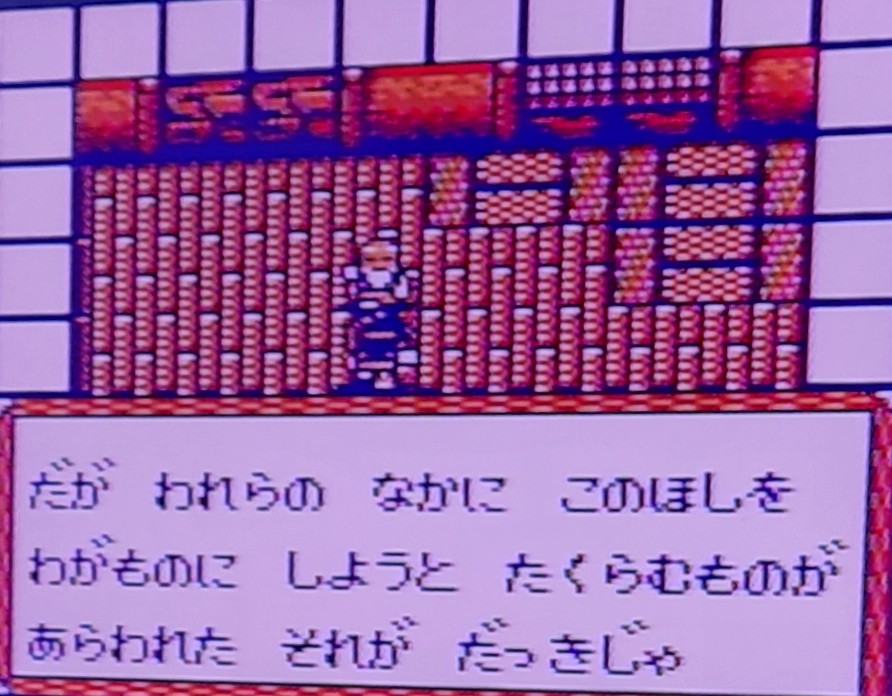 だが われらの なかに このほしを
わがものに しようと たくらむものが
あらわれた それが だっきじゃ